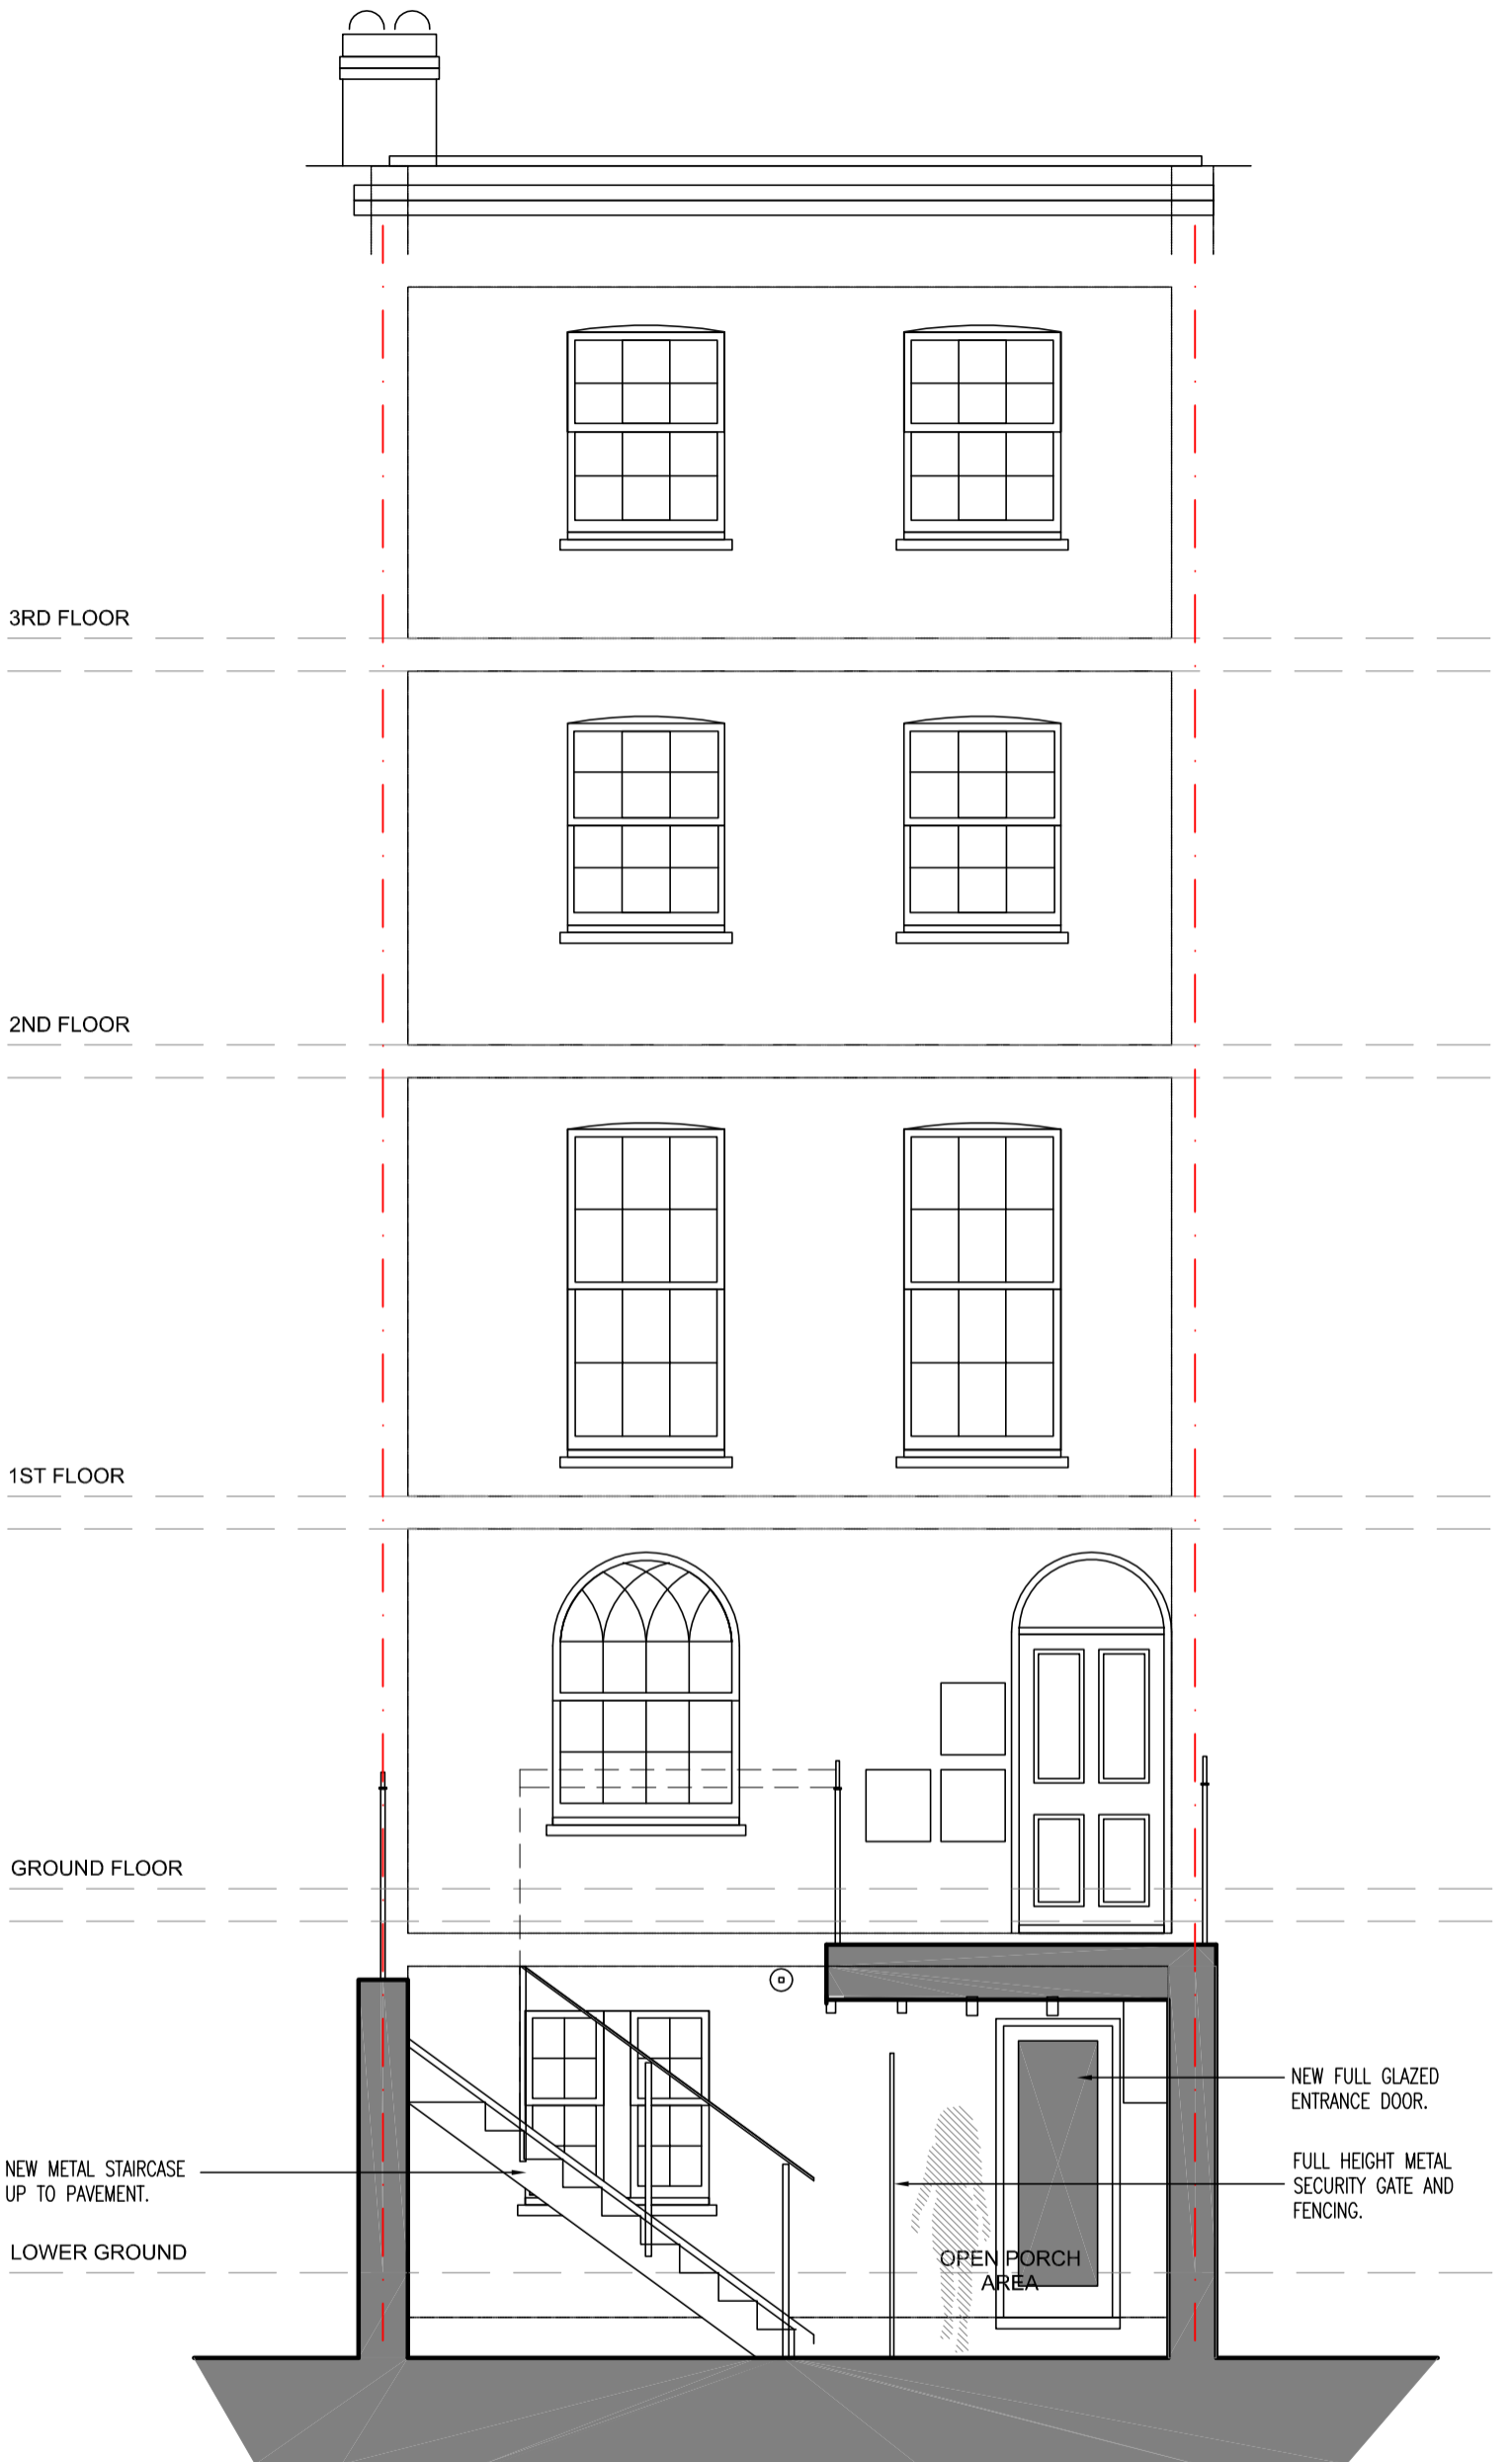 3RD FLOOR
2ND FLOOR
1ST FLOOR
GROUND FLOOR
NEW FULL GLAZED
ENTRANCE DOOR.
FULL HEIGHT METAL
SECURITY GATE AND
FENCING.
NEW METAL STAIRCASE
UP TO PAVEMENT.
LOWER GROUND
OPEN PORCH
AREA